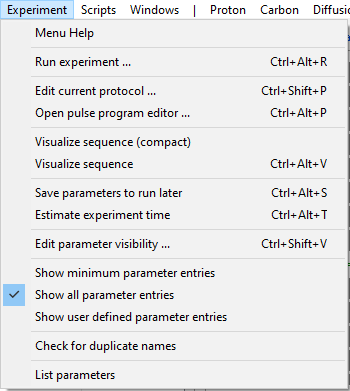 Experiment Scripts Windows | Proton Carbon Diffusi
Menu Help
Run experiment ... Ctrl+Alt+R
Edit current protocol ... Ctrl+Shift+P
Open pulse program editor ... Ctrl+Alt+P
Visualize sequence (compact)
Visualize sequence Ctrl+Alt+V
Save parameters to run later Ctrl+Alt+S
Estimate experiment time Ctrl+Alt+T
Edit parameter visibility ... Ctrl+Shift+V
Show minimum parameter entries
Show all parameter entries
Show user defined parameter entries
Check for duplicate names
List parameters